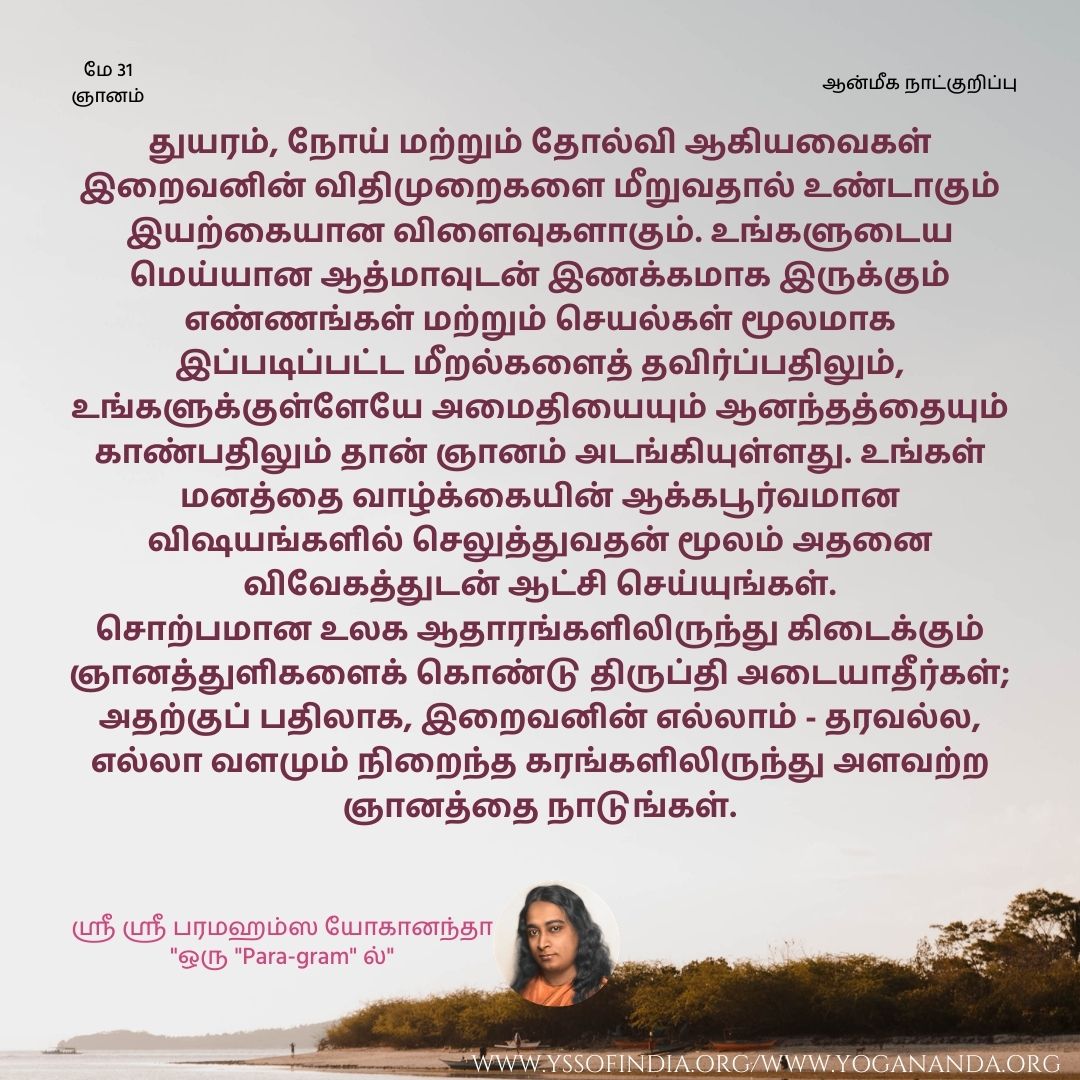 மே 31
ஞானம்
ஆன்மீக நாட்குறிப்பு
துயரம், நோய் மற்றும் தோல்வி ஆகியவைகள்
இறைவனின் விதிமுறைகளை மீறுவதால் உண்டாகும்
இயற்கையான விளைவுகளாகும். உங்களுடைய
மெய்யான ஆத்மாவுடன் இணக்கமாக இருக்கும்
எண்ணங்கள் மற்றும் செயல்கள் மூலமாக
இப்படிப்பட்ட மீறல்களைத் தவிர்ப்பதிலும்,
உங்களுக்குள்ளேயே அமைதியையும் ஆனந்தத்தையும்
காண்பதிலும் தான் ஞானம் அடங்கியுள்ளது. உங்கள்
மனத்தை வாழ்க்கையின் ஆக்கபூர்வமான
விஷயங்களில் செலுத்துவதன் மூலம் அதனை
விவேகத்துடன் ஆட்சி செய்யுங்கள்.
சொற்பமான உலக ஆதாரங்களிலிருந்து கிடைக்கும்
ஞானத்துளிகளைக் கொண்டு திருப்தி அடையாதீர்கள்;
அதற்குப் பதிலாக, இறைவனின் எல்லாம் - தரவல்ல,
எல்லா வளமும் நிறைந்த கரங்களிலிருந்து அளவற்ற
ஞானத்தை நாடுங்கள்.
ஸ்ரீ ஸ்ரீ பரமஹம்ஸ யோகானந்தா
"ஒரு "Para-gram" ல்"
WWW.YSSOFINDIA.ORG/WWW.YOGANANDA.ORG